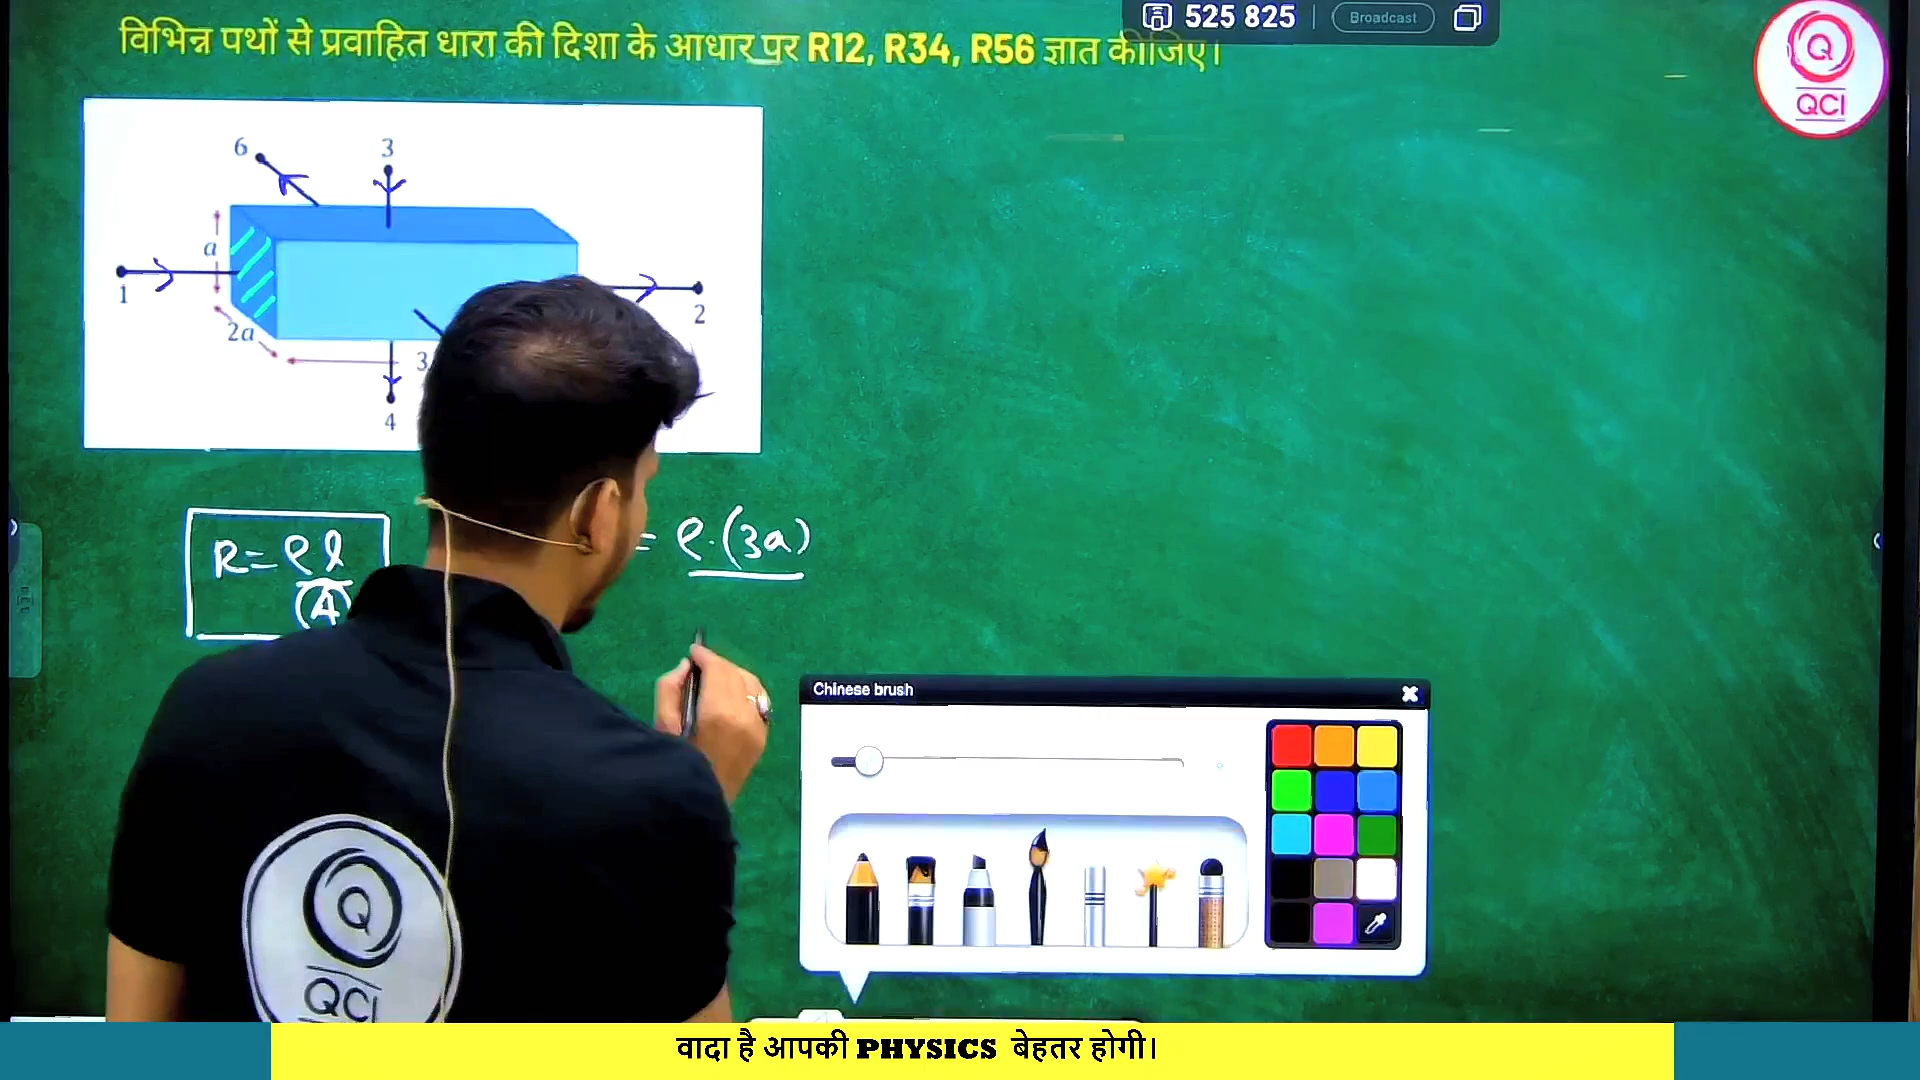 525 825
Broadcast
विभिन्न पथों से प्रवाहित धारा की दिशा के आधार पर R12, R34, R56 ज्ञात कीजिए।
Q
QCI
6
3
a
1
2
2a
3
4
R = ρl
(A)
= ρ.(3a)
Chinese brush
Q
QCI
वादा है आपकी PHYSICS बेहतर होगी।